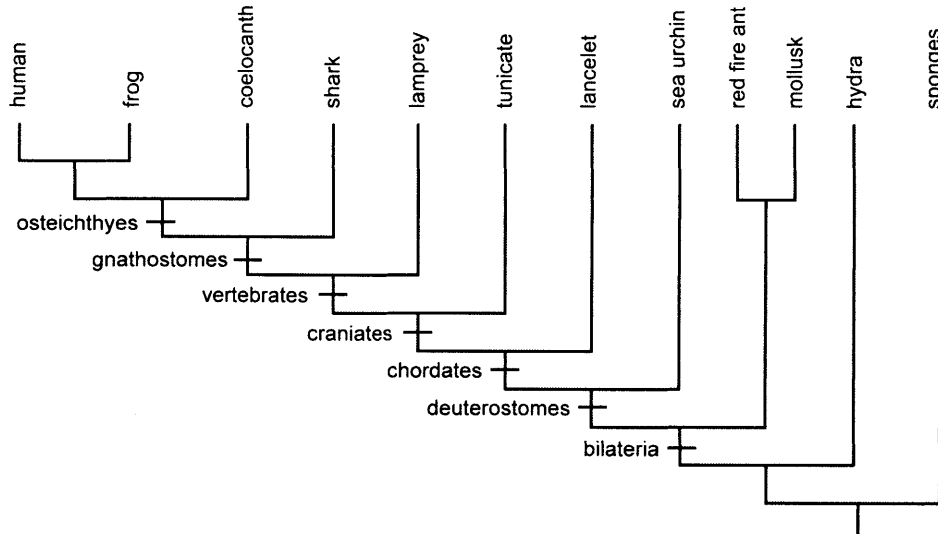 human
frog
coelocanth
shark
lamprey
tunicate
lancelet
sea urchin
red fire ant
mollusk
hydra
sponges
osteichthyes
gnathostomes
vertebrates
craniates
chordates
deuterostomes
bilateria